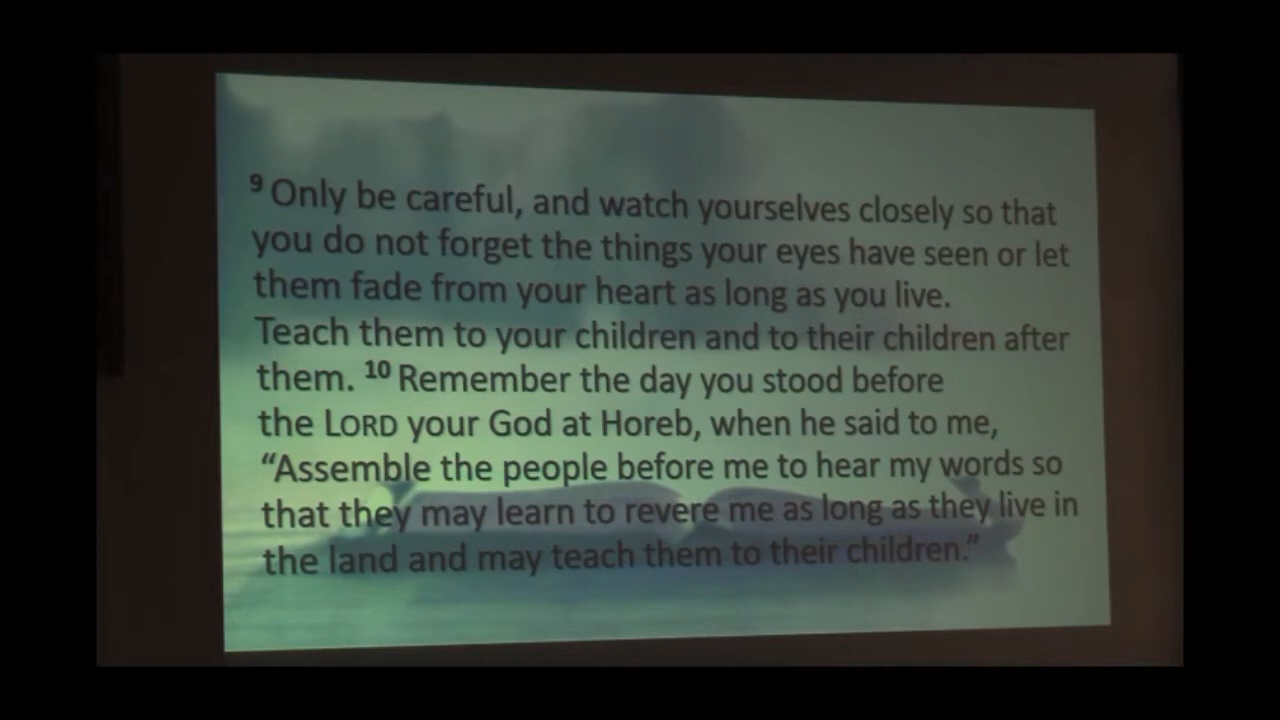 9 Only be careful, and watch yourselves closely so that
you do not forget the things your eyes have seen or let
them fade from your heart as long as you live.
Teach them to your children and to their children after
them. 10 Remember the day you stood before
the LORD your God at Horeb, when he said to me,
“Assemble the people before me to hear my words so
that they may learn to revere me as long as they live in
the land and may teach them to their children.”